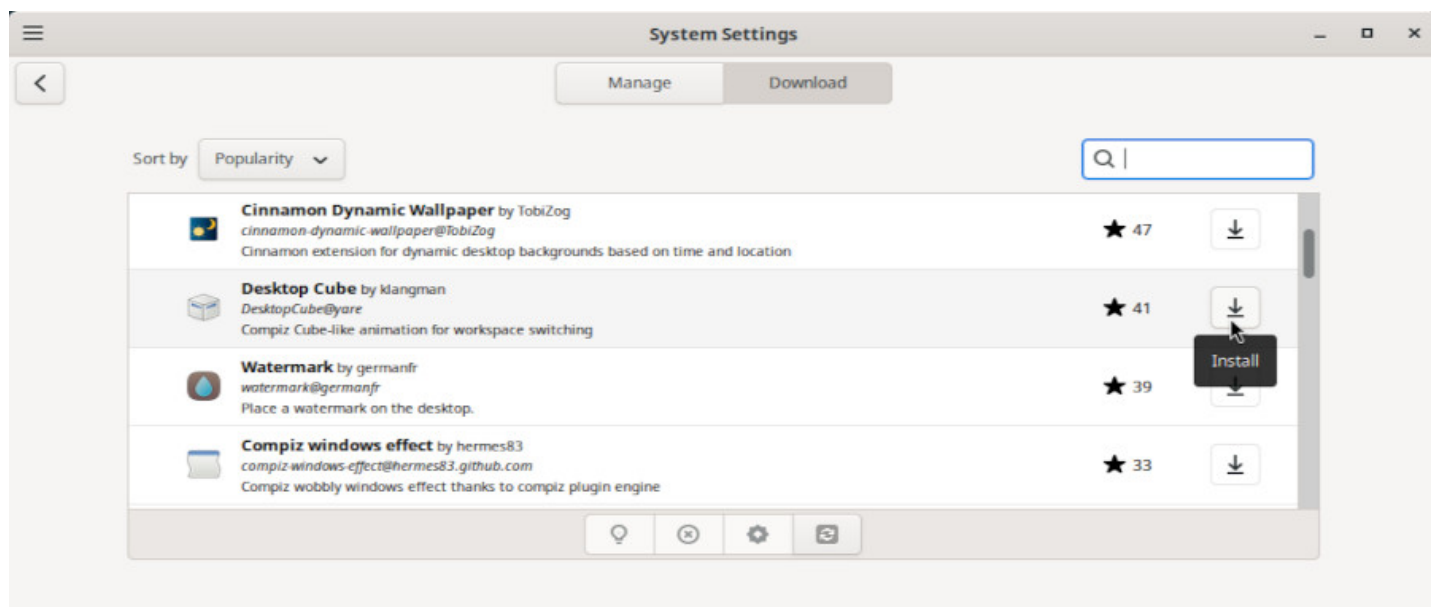 System Settings
Manage
Download
Sort by
Popularity
Cinnamon Dynamic Wallpaper by TobiZog
cinnamon-dynamic-wallpaper@TobiZog
Cinnamon extension for dynamic desktop backgrounds based on time and location
47
Desktop Cube by klangman
DesktopCube@yare
Compiz Cube-like animation for workspace switching
41
Install
Watermark by germanfr
watermark@germanfr
Place a watermark on the desktop.
39
Compiz windows effect by hermes83
compiz-windows-effect@hermes83.github.com
Compiz wobbly windows effect thanks to compiz plugin engine
33